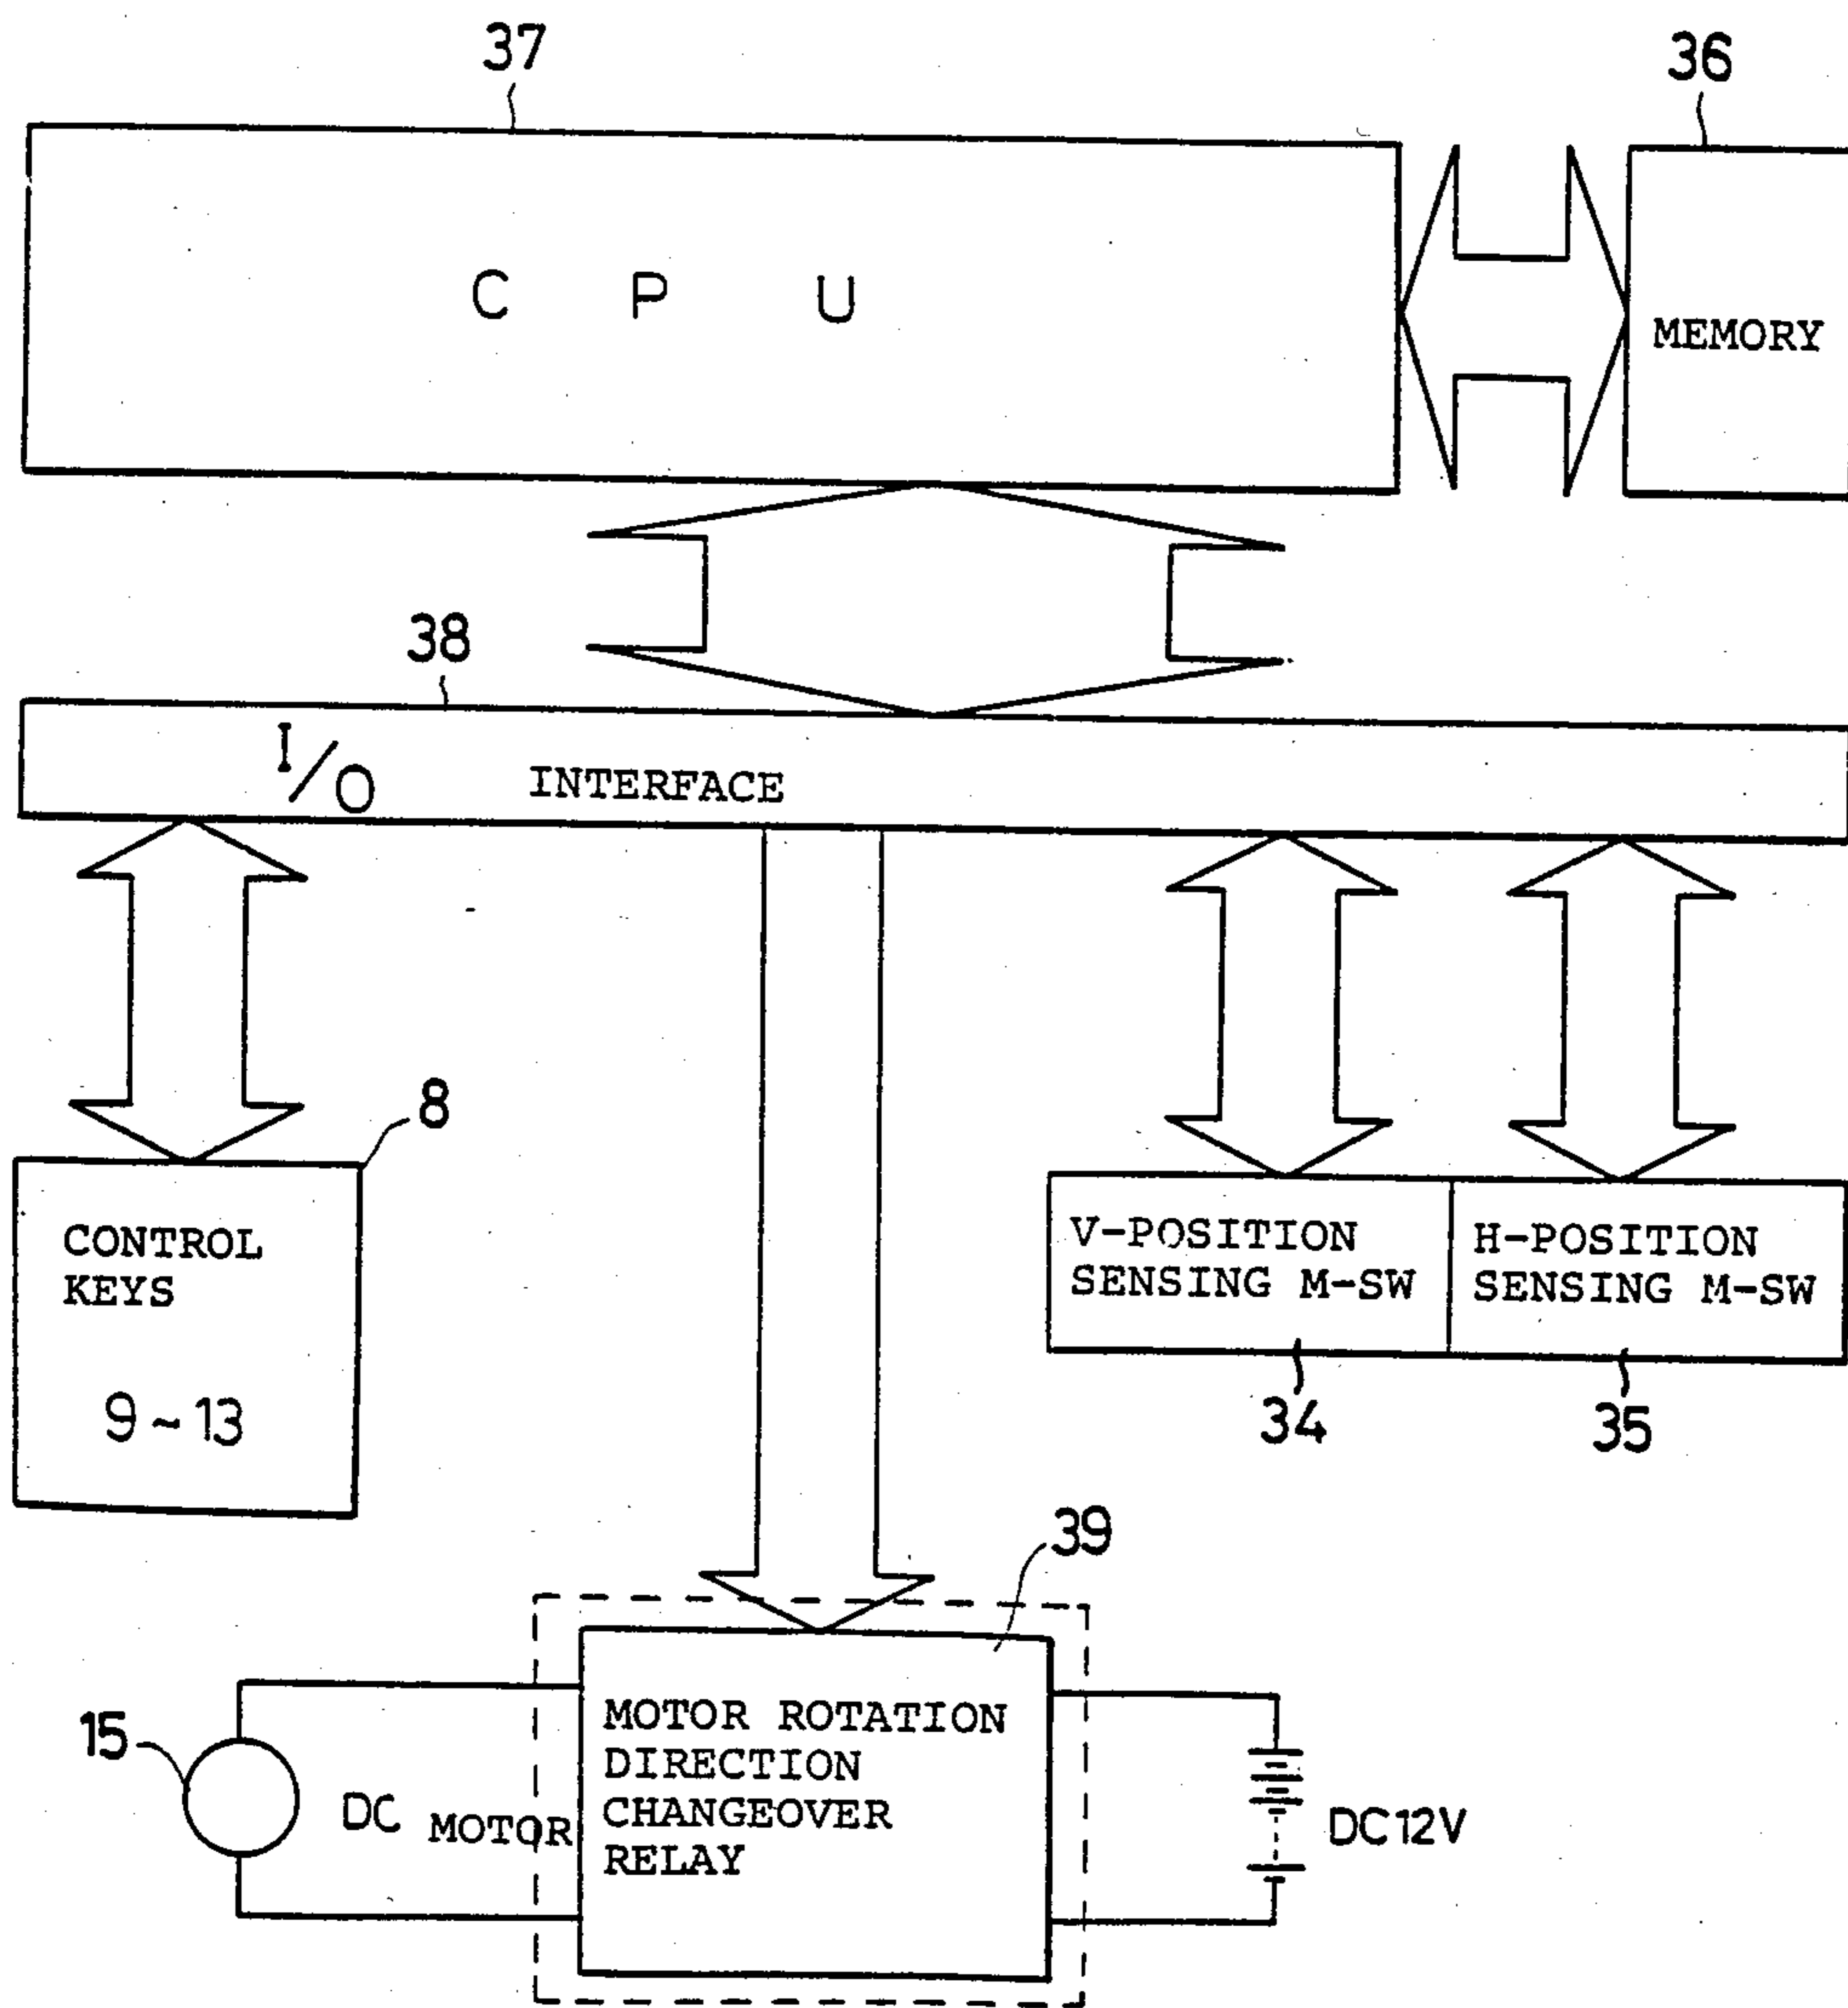 37
36
C P U
MEMORY
38
I/O INTERFACE
8
CONTROL
KEYS
9~13
V-POSITION
SENSING M-SW
H-POSITION
SENSING M-SW
34
35
39
15
DC MOTOR
MOTOR ROTATION
DIRECTION
CHANGEOVER
RELAY
DC12V